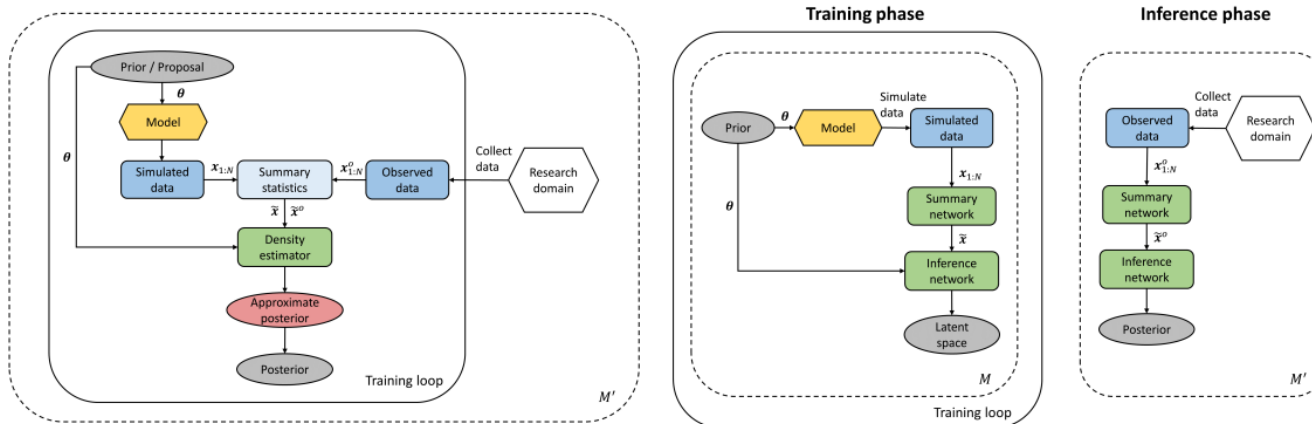 Prior / Proposal
θ
Model
θ
Simulated
data
x1:N
Summary
statistics
x^o_1:N
Observed
data
Collect
data
Research
domain
x̃ x̃^o
Density
estimator
Approximate
posterior
Posterior
Training loop
M′
Training phase
Prior
θ
Model
Simulate
data
Simulated
data
x1:N
θ
Summary
network
x̃
Inference
network
Latent
space
M
Training loop
Inference phase
Observed
data
Collect
data
Research
domain
x^o_1:N
Summary
network
x̃^o
Inference
network
Posterior
M′